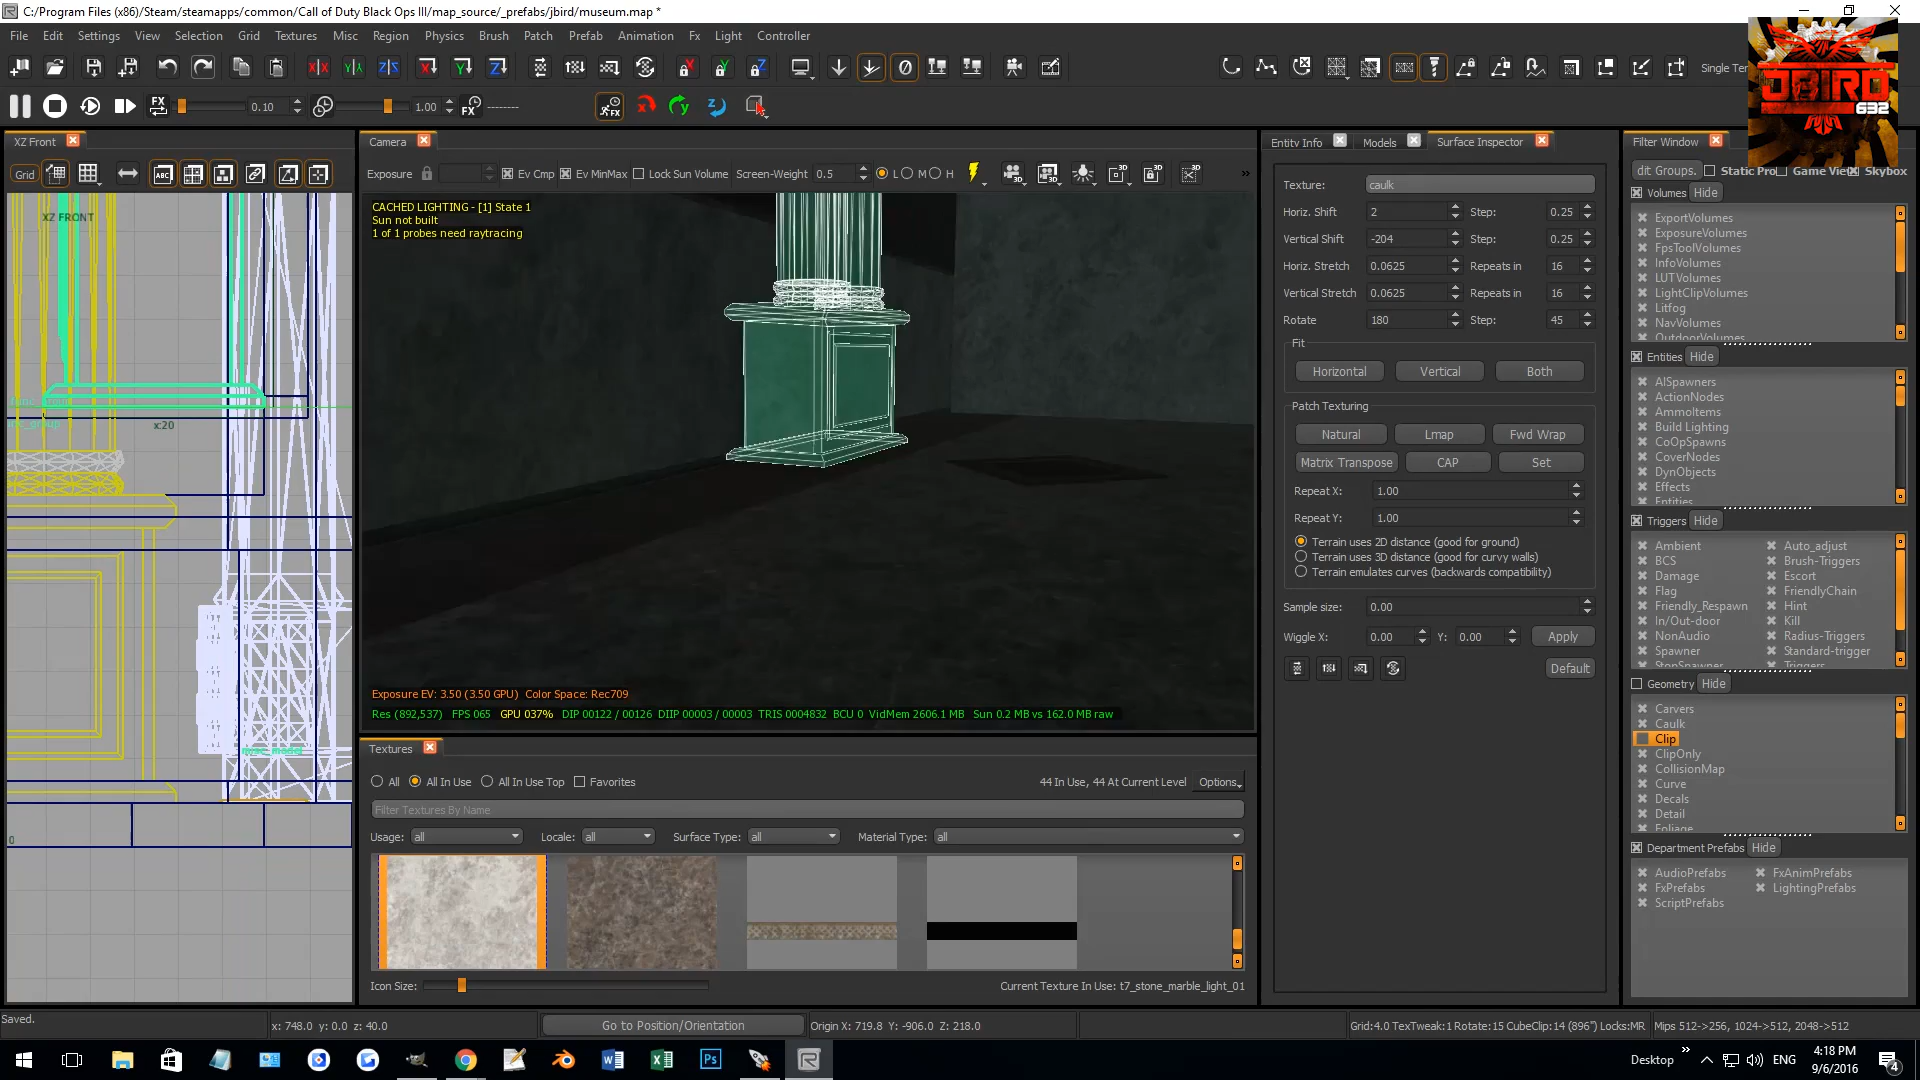 C:/Program Files (x86)/Steam/steamapps/common/Call of Duty Black Ops III/map_source/_prefabs/jbird/museum.map *
File Edit Settings View Selection Grid Textures Misc Region Physics Brush Patch Prefab Animation Fx Light Controller
Single Ter
JBIRD
632
FX 0.10 1.00 FX --------
XZ Front Camera Entity Info Models Surface Inspector Filter Window
Grid ABC Exposure Ev Cmp Ev MinMax Lock Sun Volume Screen-Weight 0.5 L M H
dit Groups. Static Pro Game Vie Skybox
XZ FRONT
x:20
CACHED LIGHTING - [1] State 1
Sun not built
1 of 1 probes need raytracing
Exposure EV: 3.50 (3.50 GPU) Color Space: Rec709
Res (892,537) FPS 065 GPU 037% DIP 00122 / 00126 DIIP 00003 / 00003 TRIS 0004832 BCU 0 VidMem 2606.1 MB Sun 0.2 MB vs 162.0 MB raw
Texture: caulk
Horiz. Shift 2 Step: 0.25
Vertical Shift -204 Step: 0.25
Horiz. Stretch 0.0625 Repeats in 16
Vertical Stretch 0.0625 Repeats in 16
Rotate 180 Step: 45
Fit
Horizontal Vertical Both
Patch Texturing
Natural Lmap Fwd Wrap
Matrix Transpose CAP Set
Repeat X: 1.00
Repeat Y: 1.00
Terrain uses 2D distance (good for ground)
Terrain uses 3D distance (good for curvy walls)
Terrain emulates curves (backwards compatibility)
Sample size: 0.00
Wiggle X: 0.00 Y: 0.00 Apply
Default
Volumes Hide
ExportVolumes
ExposureVolumes
FpsToolVolumes
InfoVolumes
LUTVolumes
LightClipVolumes
Litfog
NavVolumes
OutdoorVolumes
Entities Hide
AISpawners
ActionNodes
AmmoItems
Build Lighting
CoOpSpawns
CoverNodes
DynObjects
Effects
Entities
Triggers Hide
Ambient Auto_adjust
BCS Brush-Triggers
Damage Escort
Flag FriendlyChain
Friendly_Respawn Hint
In/Out-door Kill
NonAudio Radius-Triggers
Spawner Standard-trigger
StopSpawner Triggers
Geometry Hide
Carvers
Caulk
Clip
ClipOnly
CollisionMap
Curve
Decals
Detail
Foliage
Department Prefabs Hide
AudioPrefabs FxAnimPrefabs
FxPrefabs LightingPrefabs
ScriptPrefabs
Textures
All All In Use All In Use Top Favorites 44 In Use, 44 At Current Level Options
Filter Textures By Name
Usage: all Locale: all Surface Type: all Material Type: all
Icon Size: Current Texture In Use: t7_stone_marble_light_01
Saved. x: 748.0 y: 0.0 z: 40.0 Go to Position/Orientation Origin X: 719.8 Y: -906.0 Z: 218.0 Grid:4.0 TexTweak:1 Rotate:15 CubeClip:14 (896") Locks:MR Mips 512->256, 1024->512, 2048->512
Desktop ENG 4:18 PM
9/6/2016